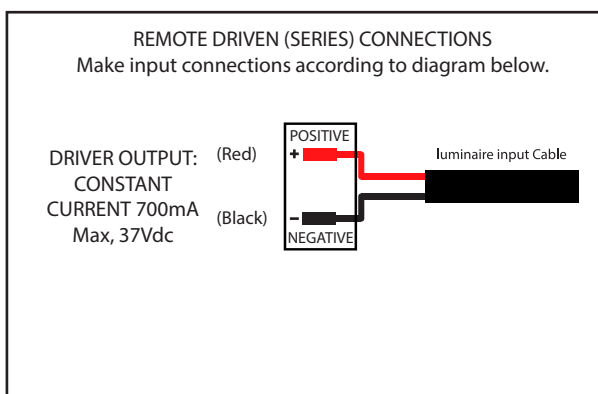 REMOTE DRIVEN (SERIES) CONNECTIONS
Make input connections according to diagram below.
DRIVER OUTPUT:
CONSTANT
CURRENT 700mA
Max, 37Vdc
(Red)
(Black)
POSITIVE
+
-
NEGATIVE
luminaire input Cable